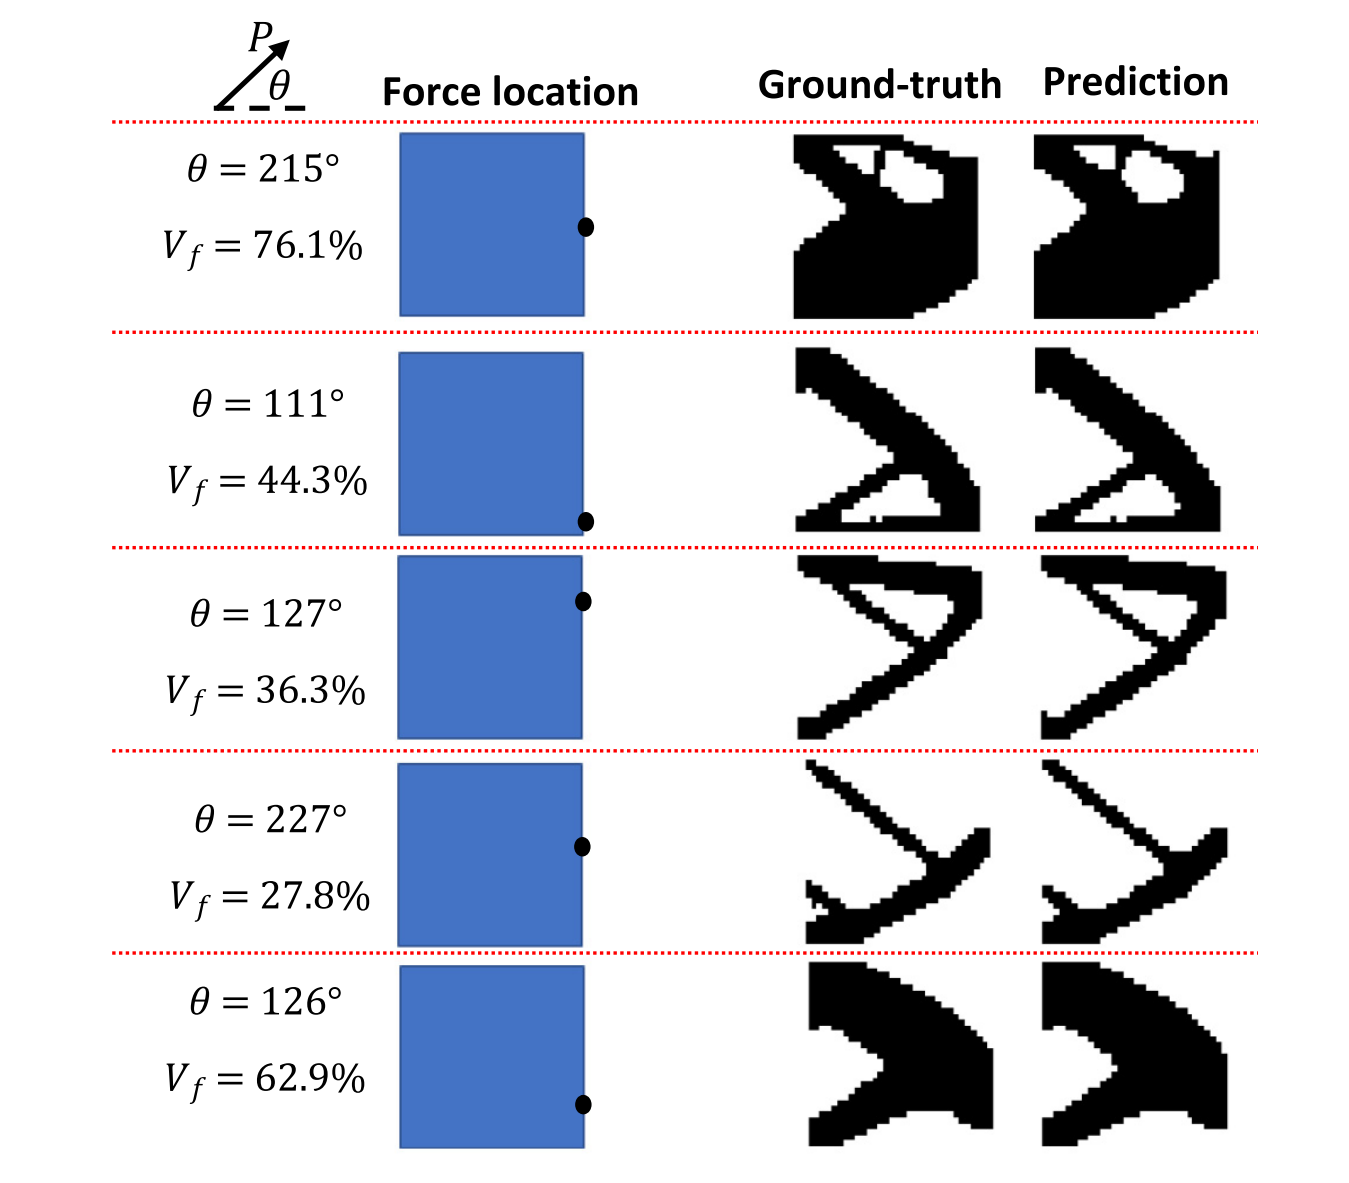 P
θ
Force location Ground-truth Prediction
θ = 215°
V_f = 76.1%
θ = 111°
V_f = 44.3%
θ = 127°
V_f = 36.3%
θ = 227°
V_f = 27.8%
θ = 126°
V_f = 62.9%